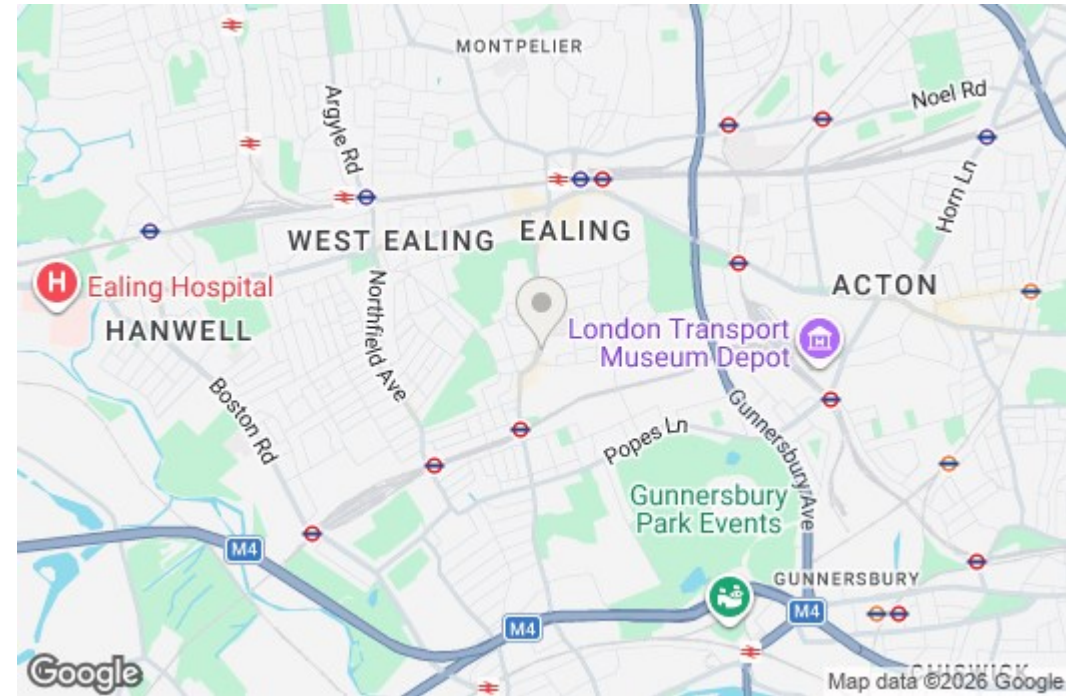 MONTPELIER
Noel Rd
Argyle Rd
Horn Ln
WEST EALING
EALING
H
Ealing Hospital
ACTON
HANWELL
Northfield Ave
London Transport
Museum Depot
Boston Rd
Gunnersbury Ave
Popes Ln
Gunnersbury
Park Events
M4
GUNNERSBURY
M4
M4
CHISWICK
Google
Map data ©2026 Google